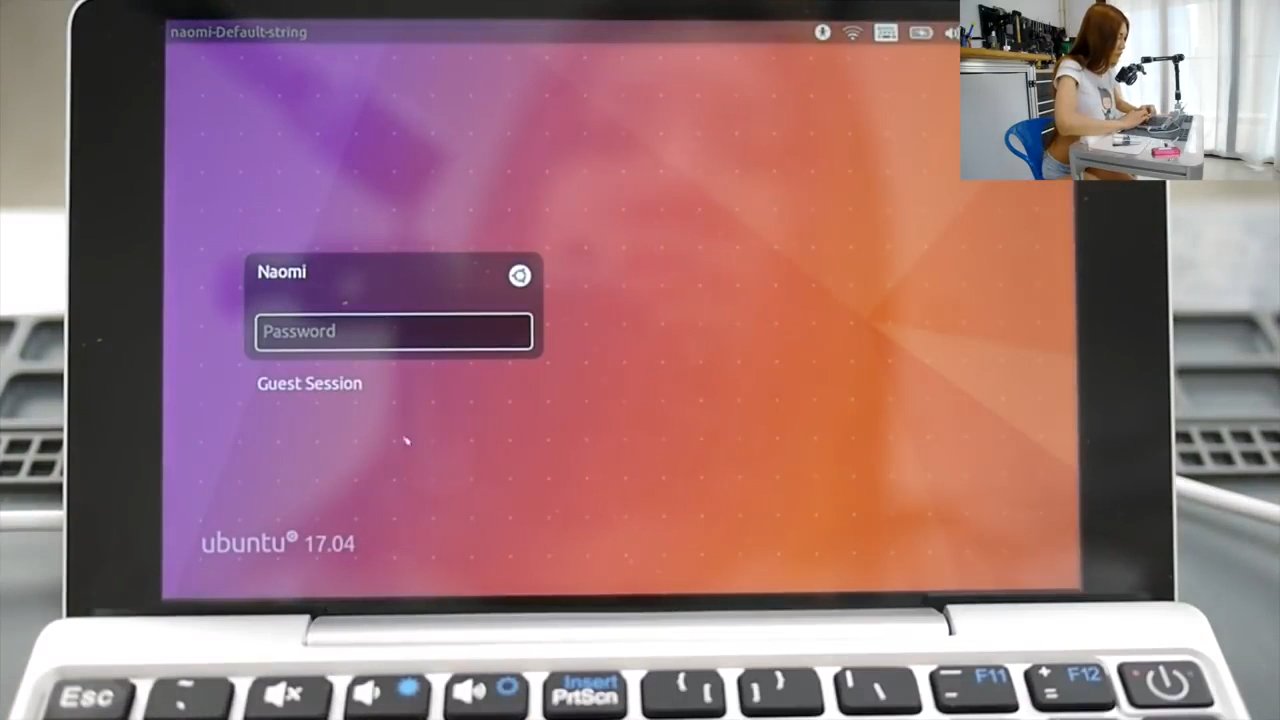 naomi-Default-string
Naomi
Password
Guest Session
ubuntu® 17.04
Esc ~ Insert PrtScn { [ } ] | \ — - F11 + = F12